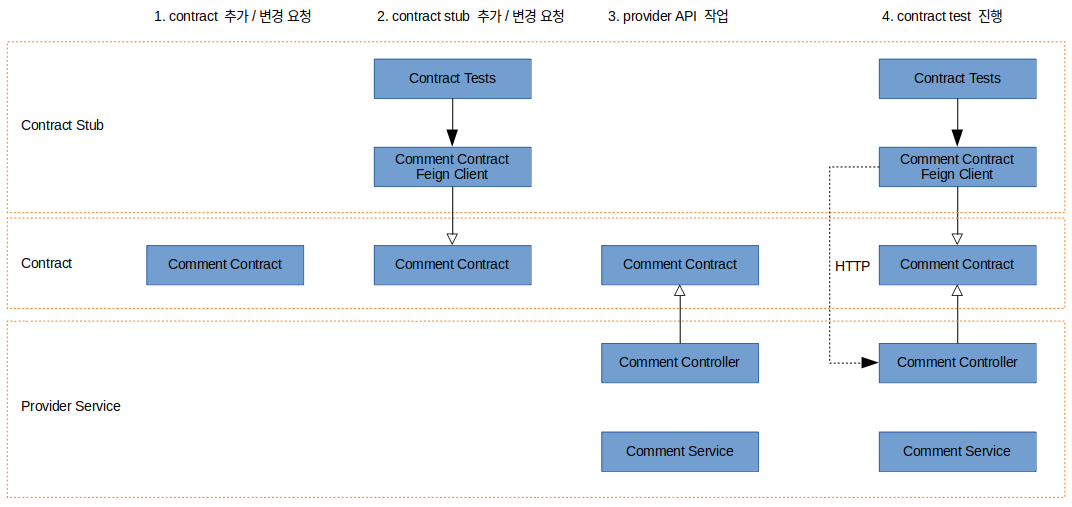 1. contract 추가 / 변경 요청
2. contract stub 추가 / 변경 요청
3. provider API 작업
4. contract test 진행
Contract Stub
Contract Tests
Contract Tests
Comment Contract
Feign Client
Comment Contract
Feign Client
Contract
Comment Contract
Comment Contract
Comment Contract
HTTP
Comment Contract
Provider Service
Comment Controller
Comment Controller
Comment Service
Comment Service